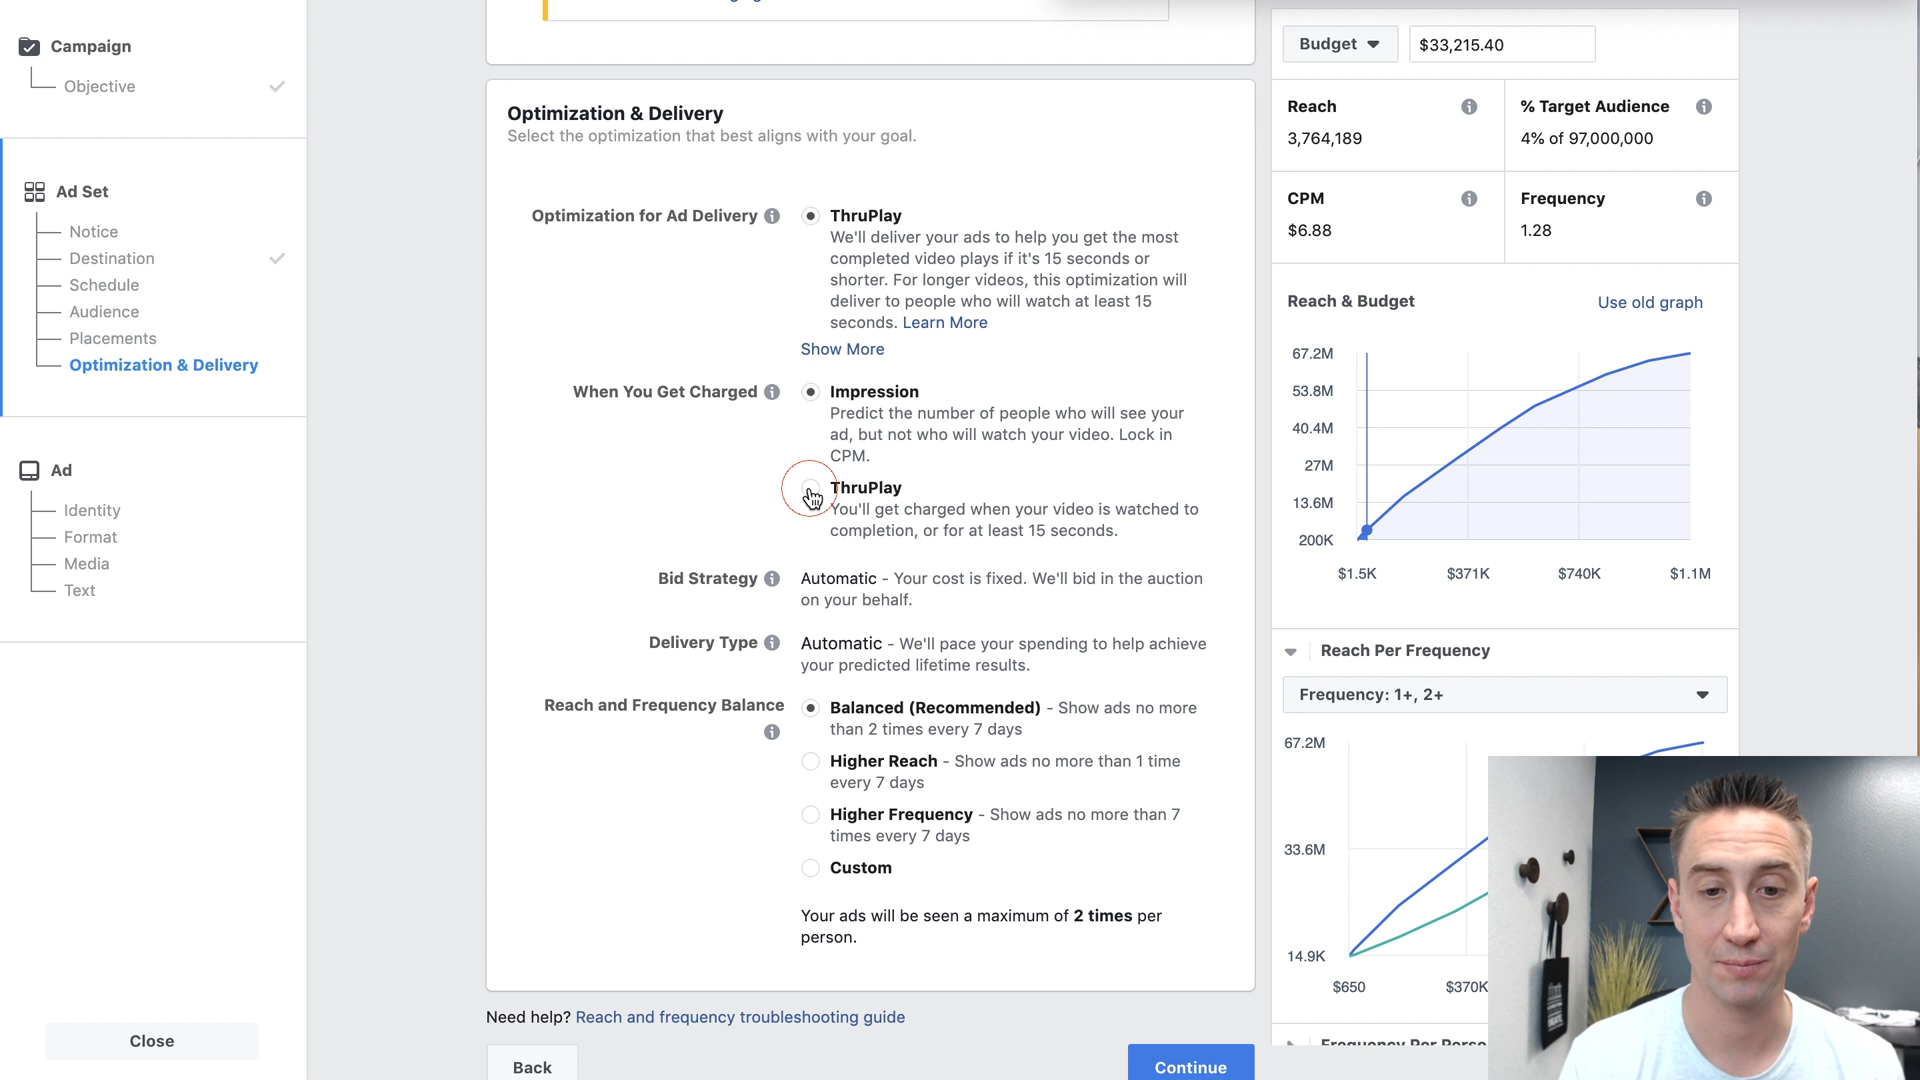 Campaign
Objective
Ad Set
Notice
Destination
Schedule
Audience
Placements
Optimization & Delivery
Ad
Identity
Format
Media
Text
Close
Optimization & Delivery
Select the optimization that best aligns with your goal.
Optimization for Ad Delivery
ThruPlay
We'll deliver your ads to help you get the most
completed video plays if it's 15 seconds or
shorter. For longer videos, this optimization will
deliver to people who will watch at least 15
seconds. Learn More
Show More
When You Get Charged
Impression
Predict the number of people who will see your
ad, but not who will watch your video. Lock in
CPM.
ThruPlay
You'll get charged when your video is watched to
completion, or for at least 15 seconds.
Bid Strategy
Automatic - Your cost is fixed. We'll bid in the auction
on your behalf.
Delivery Type
Automatic - We'll pace your spending to help achieve
your predicted lifetime results.
Reach and Frequency Balance
Balanced (Recommended) - Show ads no more
than 2 times every 7 days
Higher Reach - Show ads no more than 1 time
every 7 days
Higher Frequency - Show ads no more than 7
times every 7 days
Custom
Your ads will be seen a maximum of 2 times per
person.
Need help? Reach and frequency troubleshooting guide
Back
Continue
Budget
$33,215.40
Reach
3,764,189
% Target Audience
4% of 97,000,000
CPM
$6.88
Frequency
1.28
Reach & Budget
Use old graph
67.2M
53.8M
40.4M
27M
13.6M
200K
$1.5K
$371K
$740K
$1.1M
Reach Per Frequency
Frequency: 1+, 2+
67.2M
33.6M
14.9K
$650
$370K
Frequency Per Perso